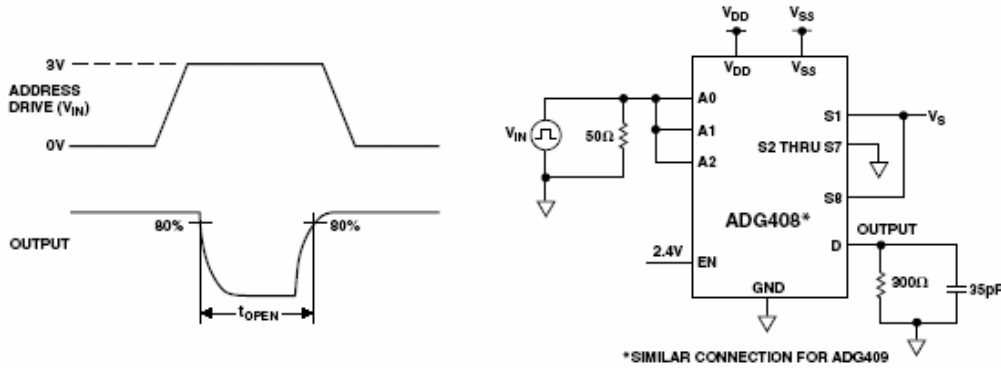 3V
ADDRESS
DRIVE (VIN)
0V
80%
80%
OUTPUT
tOPEN
VDD
VSS
VDD
VSS
A0
A1
A2
VIN
50Ω
S1
VS
S2 THRU S7
S8
ADG408*
OUTPUT
D
2.4V
EN
GND
300Ω
35pF
*SIMILAR CONNECTION FOR ADG409